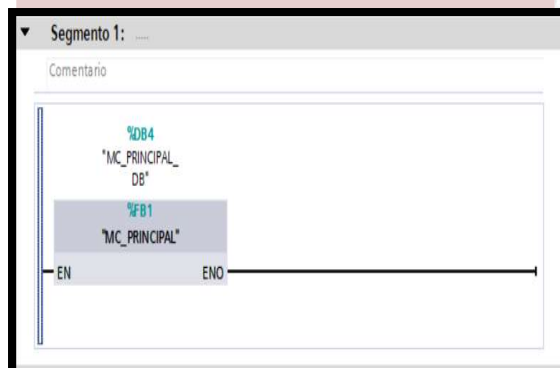 Segmento 1: .....
Comentario
%DB4
"MC_PRINCIPAL_
DB"
%FB1
"MC_PRINCIPAL"
EN ENO